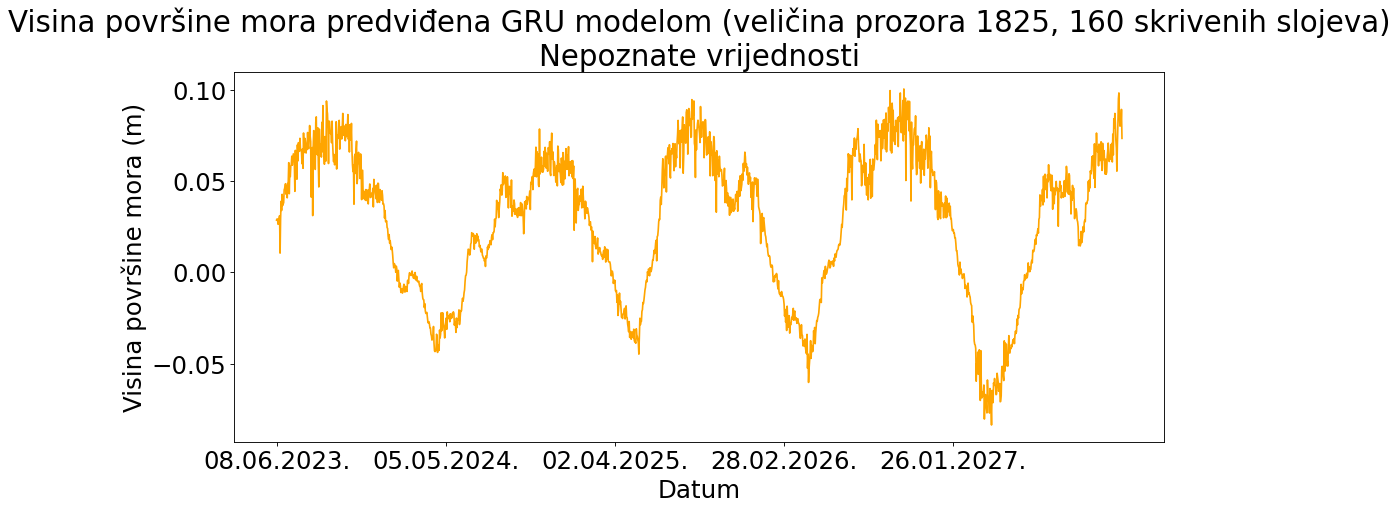 Visina površine mora predviđena GRU modelom (veličina prozora 1825, 160 skrivenih slojeva)
Nepoznate vrijednosti
Visina površine mora (m)
0.10
0.05
0.00
−0.05
08.06.2023. 05.05.2024. 02.04.2025. 28.02.2026. 26.01.2027.
Datum